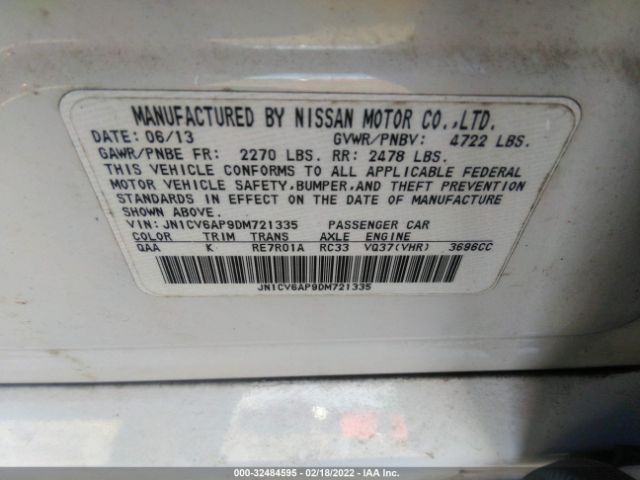 MANUFACTURED BY NISSAN MOTOR CO.,LTD.
DATE: 06/13 GVWR/PNBV: 4722 LBS.
GAWR/PNBE FR: 2270 LBS. RR: 2478 LBS.
THIS VEHICLE CONFORMS TO ALL APPLICABLE FEDERAL
MOTOR VEHICLE SAFETY,BUMPER,AND THEFT PREVENTION
STANDARDS IN EFFECT ON THE DATE OF MANUFACTURE
SHOWN ABOVE.
VIN: JN1CV6AP9DM721335 PASSENGER CAR
COLOR TRIM TRANS AXLE ENGINE
QAA K RE7R01A RC33 VQ37(VHR) 3696CC
JN1CV6AP9DM721335
000-32484595 - 02/18/2022 - IAAI.COM